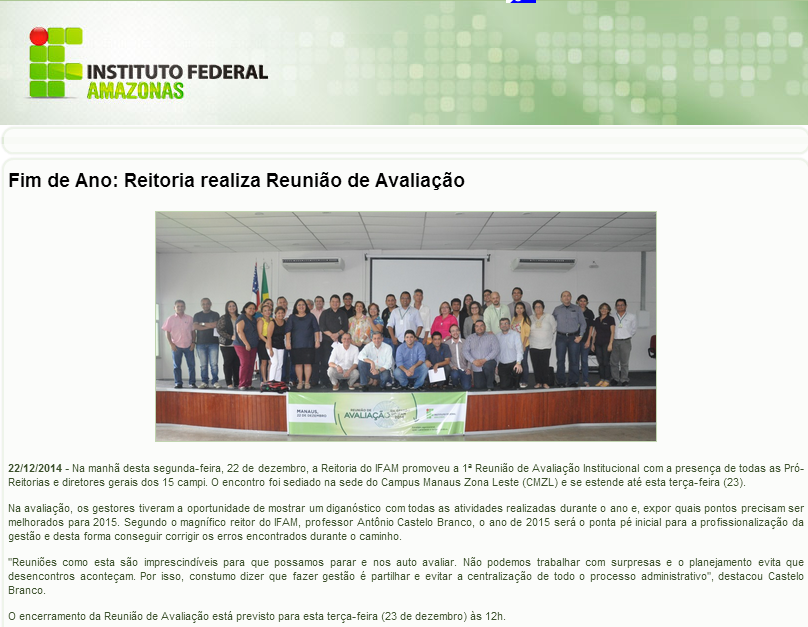 INSTITUTO FEDERAL
AMAZONAS
Fim de Ano: Reitoria realiza Reunião de Avaliação
MANAUS,
22 DE DEZEMBRO
REUNIÃO DE
AVALIAÇÃO
22/12/2014 - Na manhã desta segunda-feira, 22 de dezembro, a Reitoria do IFAM promoveu a 1ª Reunião de Avaliação Institucional com a presença de todas as Pró-
Reitorias e diretores gerais dos 15 campi. O encontro foi sediado na sede do Campus Manaus Zona Leste (CMZL) e se estende até esta terça-feira (23).
Na avaliação, os gestores tiveram a oportunidade de mostrar um diganóstico com todas as atividades realizadas durante o ano e, expor quais pontos precisam ser
melhorados para 2015. Segundo o magnífico reitor do IFAM, professor Antônio Castelo Branco, o ano de 2015 será o ponta pé inicial para a profissionalização da
gestão e desta forma conseguir corrigir os erros encontrados durante o caminho.
"Reuniões como esta são imprescindíveis para que possamos parar e nos auto avaliar. Não podemos trabalhar com surpresas e o planejamento evita que
desencontros aconteçam. Por isso, constumo dizer que fazer gestão é partilhar e evitar a centralização de todo o processo administrativo", destacou Castelo
Branco.
O encerramento da Reunião de Avaliação está previsto para esta terça-feira (23 de dezembro) às 12h.